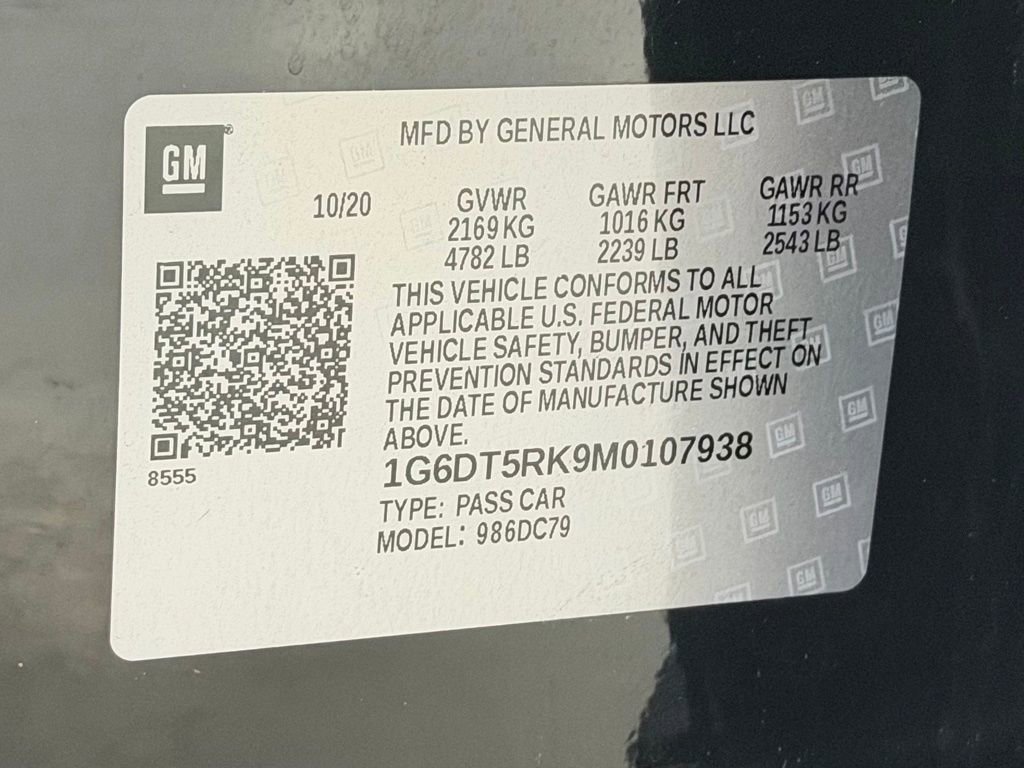 GM
MFD BY GENERAL MOTORS LLC
10/20
GVWR GAWR FRT GAWR RR
2169 KG 1016 KG 1153 KG
4782 LB 2239 LB 2543 LB
THIS VEHICLE CONFORMS TO ALL
APPLICABLE U.S. FEDERAL MOTOR
VEHICLE SAFETY, BUMPER, AND THEFT
PREVENTION STANDARDS IN EFFECT ON
THE DATE OF MANUFACTURE SHOWN
ABOVE.
8555
1G6DT5RK9M0107938
TYPE: PASS CAR
MODEL: 986DC79